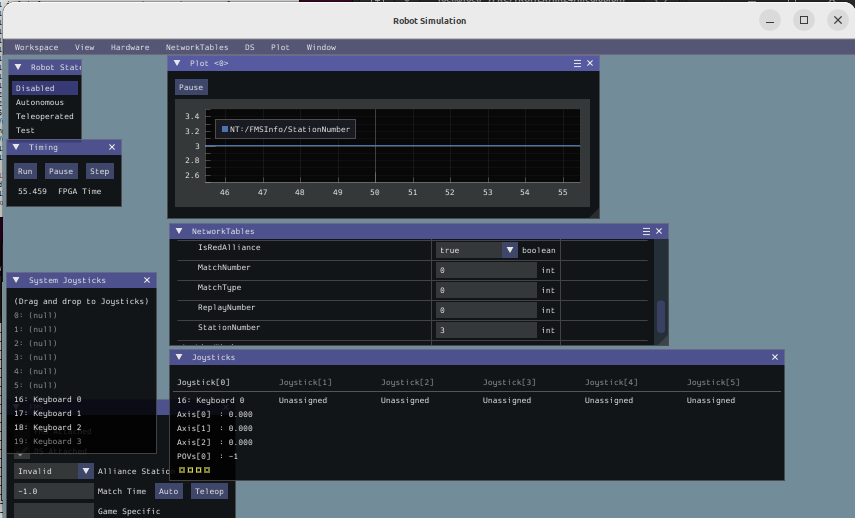 Robot Simulation
Workspace View Hardware NetworkTables DS Plot Window
Robot State
Disabled
Autonomous
Teleoperated
Test
Plot <0>
Pause
NT:/FMSInfo/StationNumber
3.4
3.2
3
2.8
2.6
46 47 48 49 50 51 52 53 54 55
Timing
Run Pause Step
55.459 FPGA Time
NetworkTables
IsRedAlliance true boolean
MatchNumber 0 int
MatchType 0 int
ReplayNumber 0 int
StationNumber 3 int
System Joysticks
(Drag and drop to Joysticks)
0: (null)
1: (null)
2: (null)
3: (null)
4: (null)
5: (null)
16: Keyboard 0
17: Keyboard 1
18: Keyboard 2
19: Keyboard 3
Joysticks
Joystick[0] Joystick[1] Joystick[2] Joystick[3] Joystick[4] Joystick[5]
16: Keyboard 0 Unassigned Unassigned Unassigned Unassigned Unassigned
Axis[0] : 0.000
Axis[1] : 0.000
Axis[2] : 0.000
POVs[0] : -1
DS Attached
Invalid Alliance Stati
-1.0 Match Time Auto Teleop
Game Specific